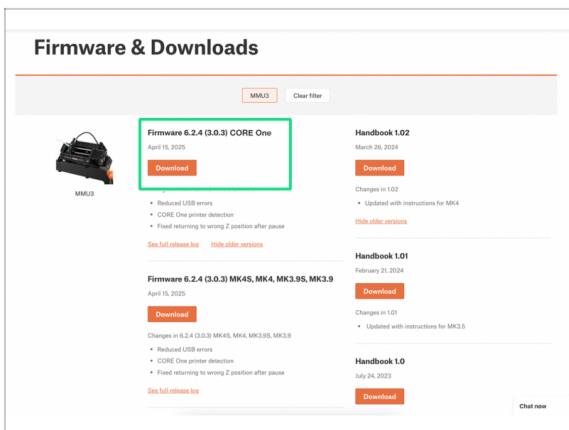 Firmware & Downloads
MMU3
Clear filter
MMU3
Firmware 6.2.4 (3.0.3) CORE One
April 15, 2025
Download
Reduced USB errors
CORE One printer detection
Fixed returning to wrong Z position after pause
See full release log
Hide older versions
Firmware 6.2.4 (3.0.3) MK4S, MK4, MK3.9S, MK3.9
April 15, 2025
Download
Changes in 6.2.4 (3.0.3) MK4S, MK4, MK3.9S, MK3.9
Reduced USB errors
CORE One printer detection
Fixed returning to wrong Z position after pause
See full release log
Handbook 1.02
March 26, 2024
Download
Changes in 1.02
Updated with instructions for MK4
Hide older versions
Handbook 1.01
February 21, 2024
Download
Changes in 1.01
Updated with instructions for MK3.5
Handbook 1.0
July 24, 2023
Download
Chat now